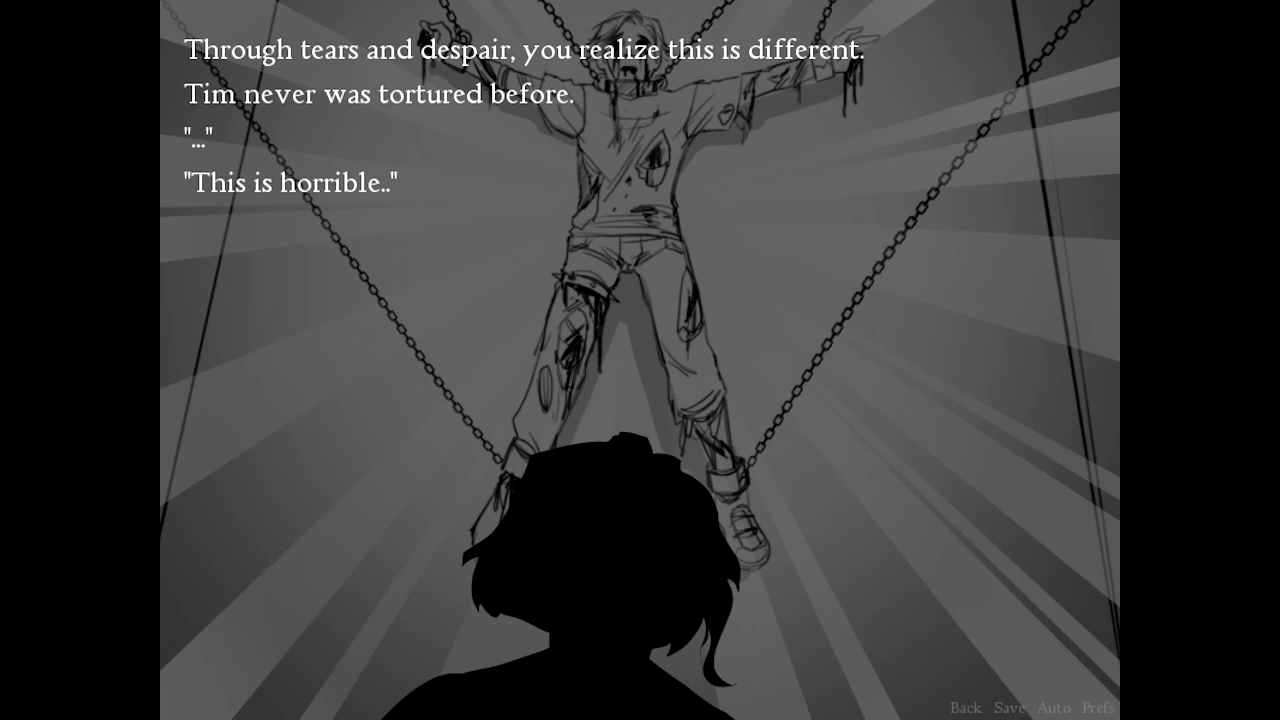 Through tears and despair, you realize this is different.
Tim never was tortured before.
"..."
"This is horrible.."
Back Save Auto Prefs